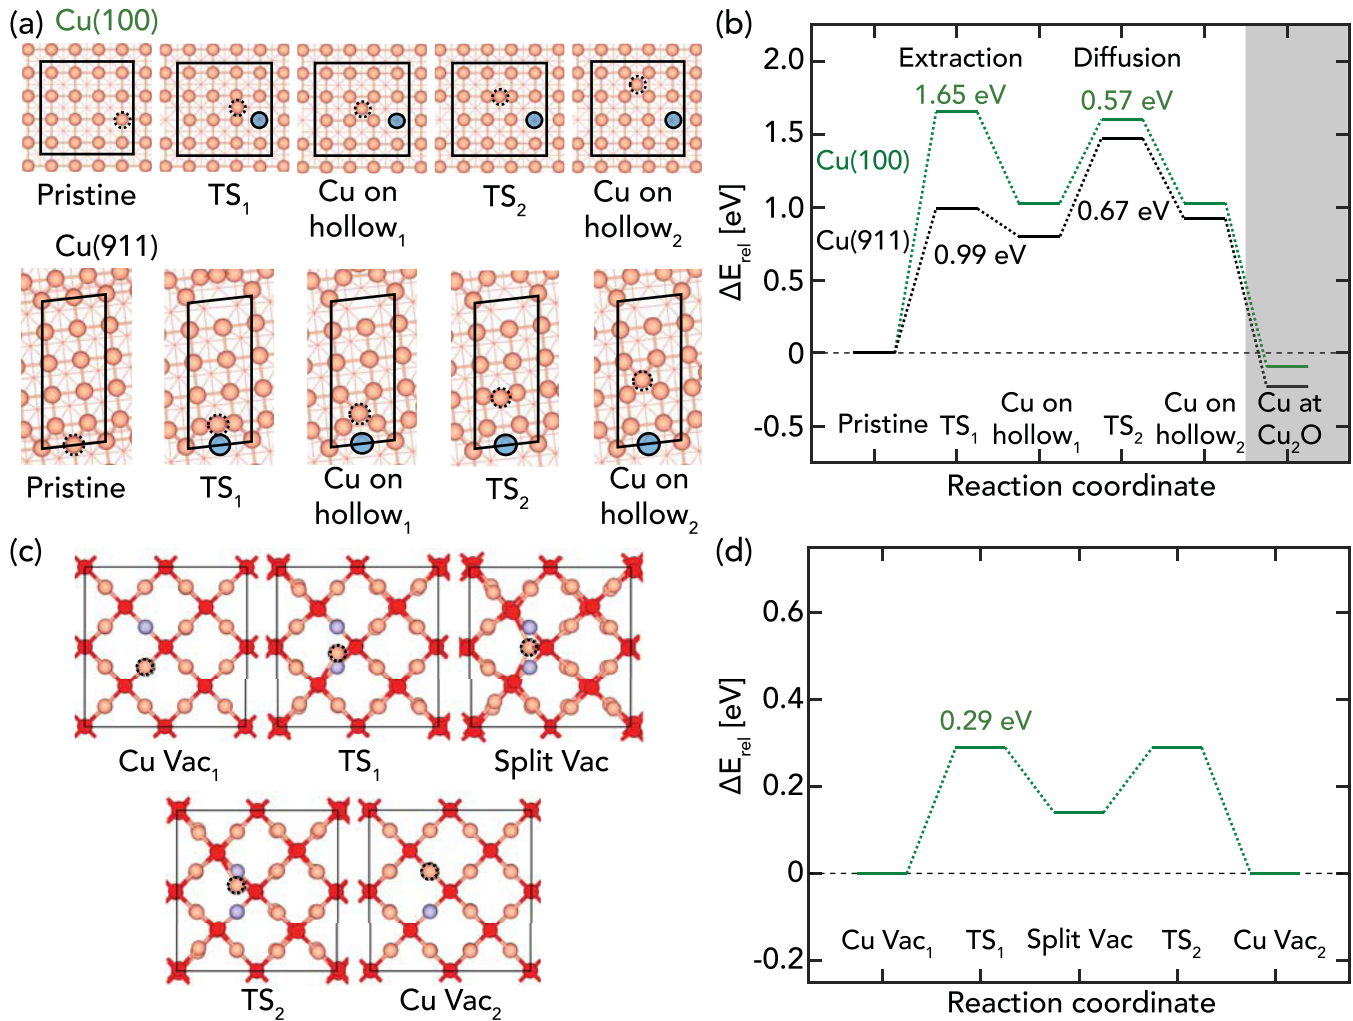 (a) Cu(100)
Pristine
TS₁
Cu on
hollow₁
TS₂
Cu on
hollow₂
Cu(911)
Pristine
TS₁
Cu on
hollow₁
TS₂
Cu on
hollow₂
(b)
ΔE_rel [eV]
2.0
1.5
1.0
0.5
0
-0.5
Extraction
1.65 eV
Diffusion
0.57 eV
Cu(100)
Cu(911)
0.99 eV
0.67 eV
Pristine
TS₁
Cu on
hollow₁
TS₂
Cu on
hollow₂
Cu at
Cu₂O
Reaction coordinate
(c)
Cu Vac₁
TS₁
Split Vac
TS₂
Cu Vac₂
(d)
ΔE_rel [eV]
0.6
0.4
0.2
0
-0.2
0.29 eV
Cu Vac₁
TS₁
Split Vac
TS₂
Cu Vac₂
Reaction coordinate